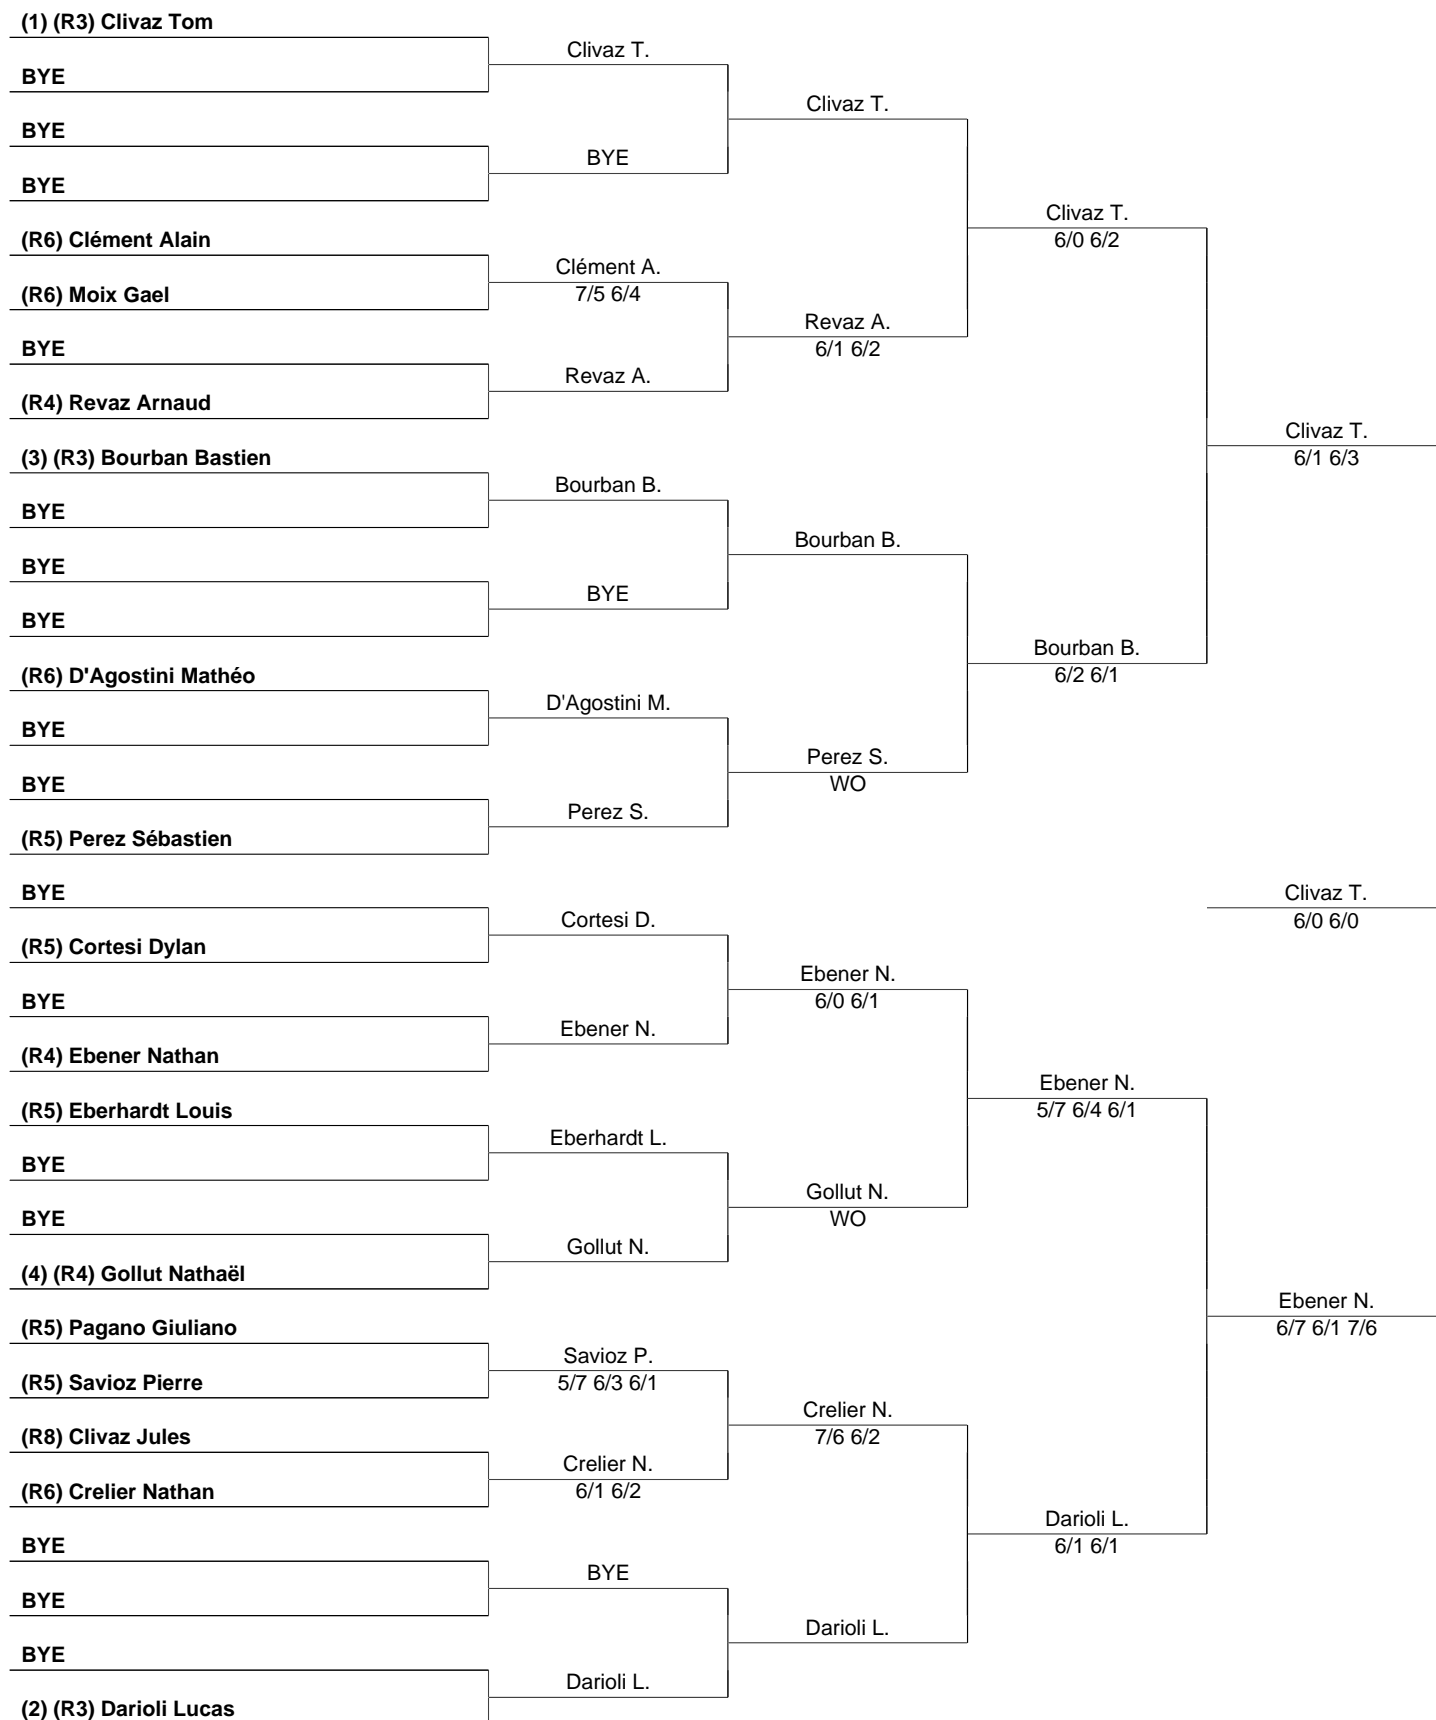 (1) (R3) Clivaz Tom
BYE
BYE
BYE
(R6) Clément Alain
(R6) Moix Gael
BYE
(R4) Revaz Arnaud
(3) (R3) Bourban Bastien
BYE
BYE
BYE
(R6) D'Agostini Mathéo
BYE
BYE
(R5) Perez Sébastien
BYE
(R5) Cortesi Dylan
BYE
(R4) Ebener Nathan
(R5) Eberhardt Louis
BYE
BYE
(4) (R4) Gollut Nathaël
(R5) Pagano Giuliano
(R5) Savioz Pierre
(R8) Clivaz Jules
(R6) Crelier Nathan
BYE
BYE
BYE
(2) (R3) Darioli Lucas
Clivaz T.
BYE
Clément A.
7/5 6/4
Revaz A.
Bourban B.
BYE
D'Agostini M.
Perez S.
Cortesi D.
Ebener N.
Eberhardt L.
Gollut N.
Savioz P.
5/7 6/3 6/1
Crelier N.
6/1 6/2
BYE
Darioli L.
Clivaz T.
Revaz A.
6/1 6/2
Bourban B.
Perez S.
WO
Ebener N.
6/0 6/1
Gollut N.
WO
Crelier N.
7/6 6/2
Darioli L.
Clivaz T.
6/0 6/2
Bourban B.
6/2 6/1
Ebener N.
5/7 6/4 6/1
Darioli L.
6/1 6/1
Clivaz T.
6/1 6/3
Clivaz T.
6/0 6/0
Ebener N.
6/7 6/1 7/6